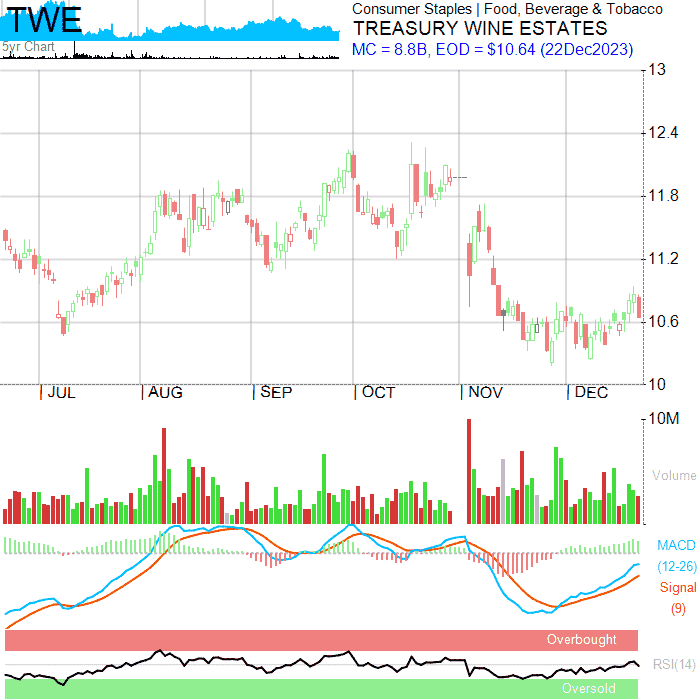 TWE
5yr Chart
Consumer Staples | Food, Beverage & Tobacco
TREASURY WINE ESTATES
MC = 8.8B, EOD = $10.64 (22Dec2023)
13
12.4
11.8
11.2
10.6
10
JUL AUG SEP OCT NOV DEC
10M
Volume
MACD
(12-26)
Signal
(9)
Overbought
RSI(14)
Oversold